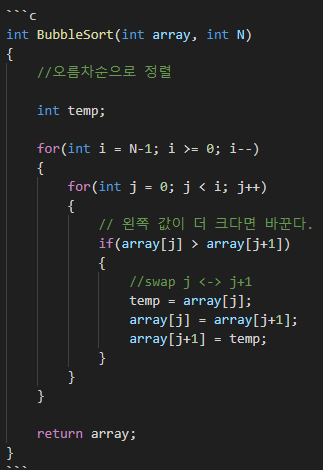 ```c
int BubbleSort(int array, int N)
{
    //오름차순으로 정렬
    int temp;
    for(int i = N-1; i >= 0; i--)
    {
        for(int j = 0; j < i; j++)
        {
            // 왼쪽 값이 더 크다면 바꾼다.
            if(array[j] > array[j+1])
            {
                //swap j <-> j+1
                temp = array[j];
                array[j] = array[j+1];
                array[j+1] = temp;
            }
        }
    }
    return array;
}
```